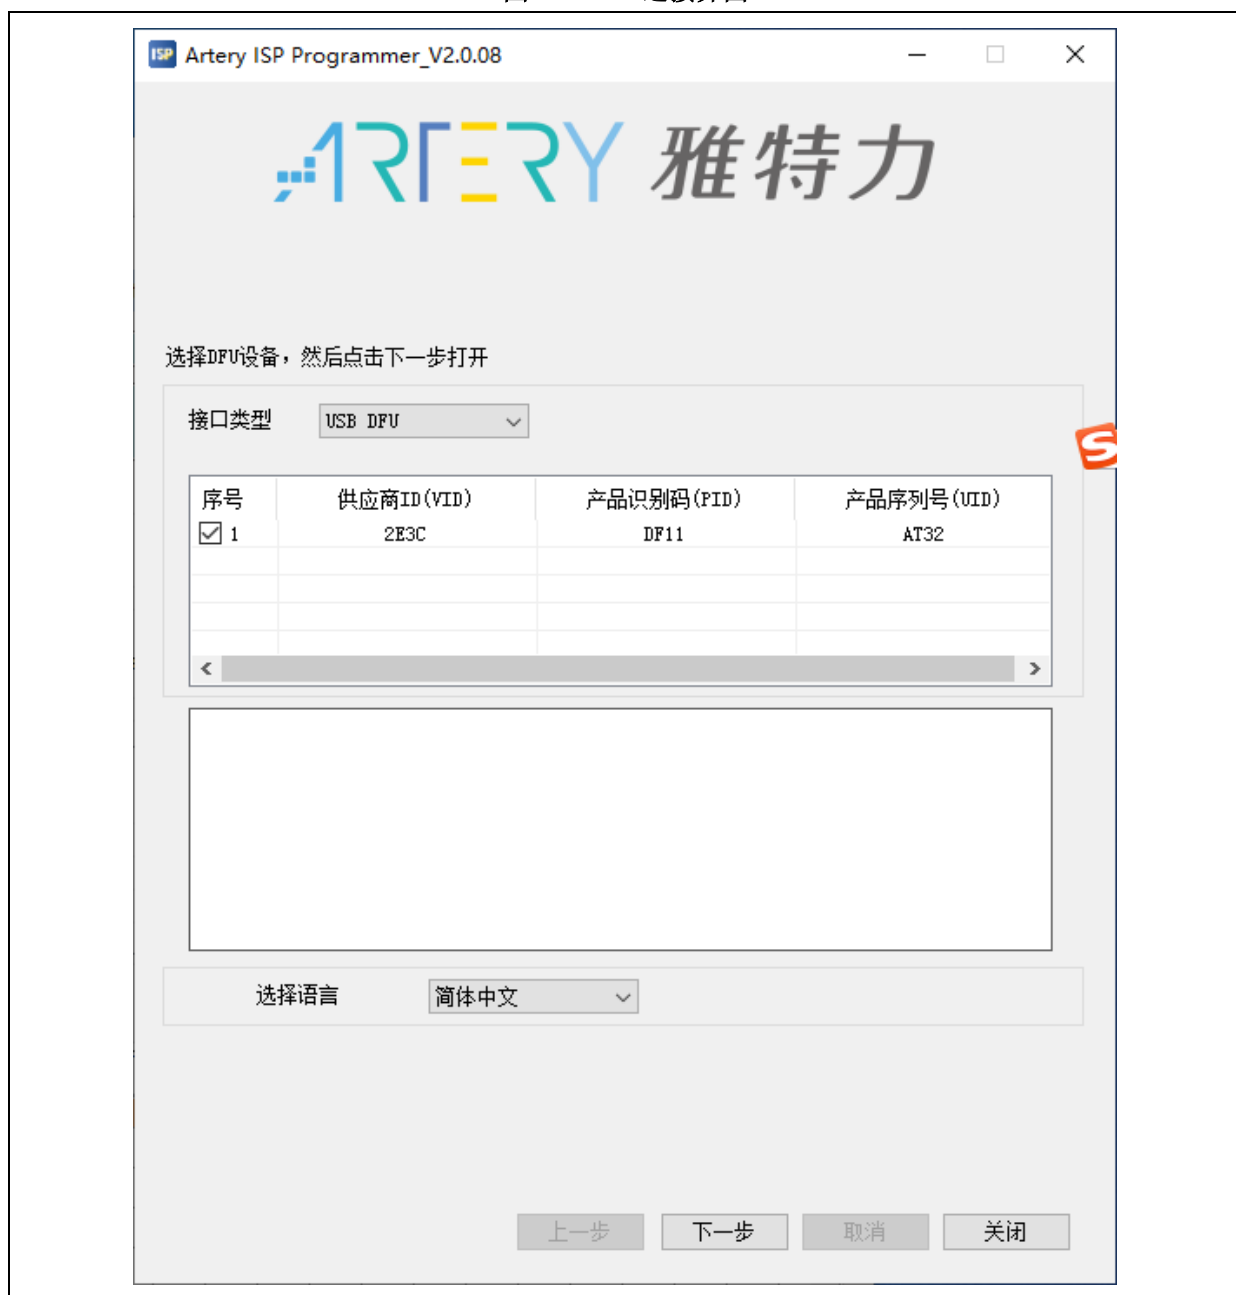 ISP Artery ISP Programmer_V2.0.08
ARTERY 雅特力
选择DFU设备，然后点击下一步打开
接口类型 USB DFU
序号 供应商ID(VID) 产品识别码(PID) 产品序列号(UID)
1 2E3C DF11 AT32
选择语言 简体中文
上一步 下一步 取消 关闭